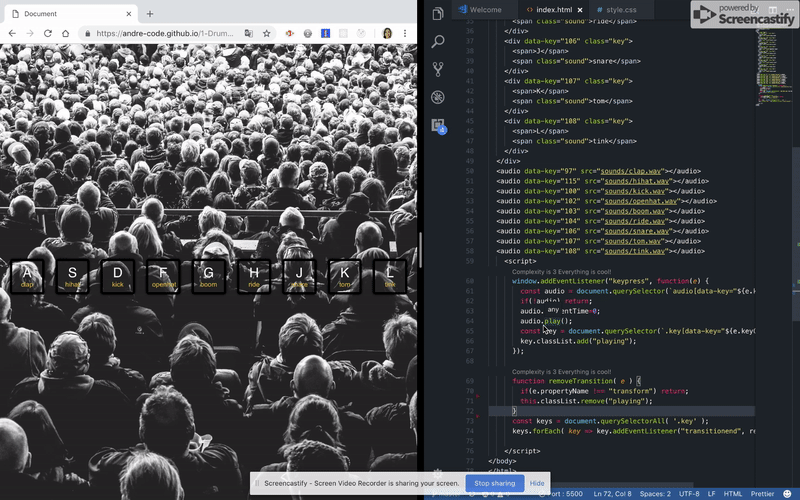 Document
https://andre-code.github.io/1-Drum...
A
clap
S
hihat
D
kick
F
openhat
G
boom
H
ride
J
snare
K
tom
L
tink
Welcome
index.html
style.css
powered by
Screencastify
35 <span class="sound">ride</span>
36 </div>
37 <div data-key="106" class="key">
38 <span>J</span>
39 <span class="sound">snare</span>
40 </div>
41 <div data-key="107" class="key">
42 <span>K</span>
43 <span class="sound">tom</span>
44 </div>
45 <div data-key="108" class="key">
46 <span>L</span>
47 <span class="sound">tink</span>
48 </div>
49 </div>
50 <audio data-key="97" src="sounds/clap.wav"></audio>
51 <audio data-key="115" src="sounds/hihat.wav"></audio>
52 <audio data-key="100" src="sounds/kick.wav"></audio>
53 <audio data-key="102" src="sounds/openhat.wav"></audio>
54 <audio data-key="103" src="sounds/boom.wav"></audio>
55 <audio data-key="104" src="sounds/ride.wav"></audio>
56 <audio data-key="106" src="sounds/snare.wav"></audio>
57 <audio data-key="107" src="sounds/tom.wav"></audio>
58 <audio data-key="108" src="sounds/tink.wav"></audio>
59 <script>
Complexity is 3 Everything is cool!
60 window.addEventListener("keypress", function(e) {
61 const audio = document.querySelector(`audio[data-key="${e.key
62 if(!audio) return;
any
63 audio. entTime=0;
64 audio.play();
65 const key = document.querySelector(`.key[data-key="${e.keyCo
66 key.classList.add("playing");
67 });
68
Complexity is 3 Everything is cool!
69 function removeTransition( e ) {
70 if(e.propertyName !== "transform") return;
71 this.classList.remove("playing");
72 }
73 const keys = document.querySelectorAll( '.key' );
74 keys.forEach( key => key.addEventListener("transitionend", re
75
76 </script>
77 </body>
78 </html>
Screencastify - Screen Video Recorder is sharing your screen.
Stop sharing
Hide
Port : 5500
Ln 72, Col 8
Spaces: 2
UTF-8
LF
HTML
Prettier